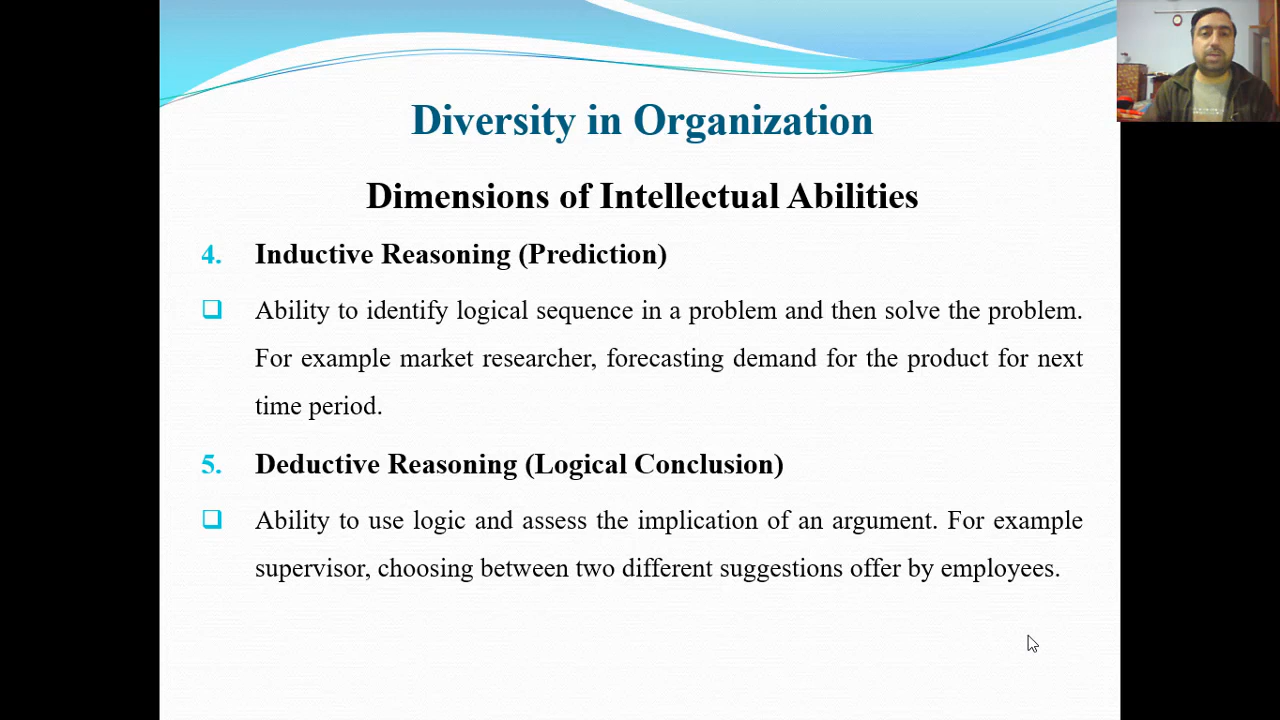 Diversity in Organization
Dimensions of Intellectual Abilities
4. Inductive Reasoning (Prediction)
❑ Ability to identify logical sequence in a problem and then solve the problem.
For example market researcher, forecasting demand for the product for next
time period.
5. Deductive Reasoning (Logical Conclusion)
❑ Ability to use logic and assess the implication of an argument. For example
supervisor, choosing between two different suggestions offer by employees.